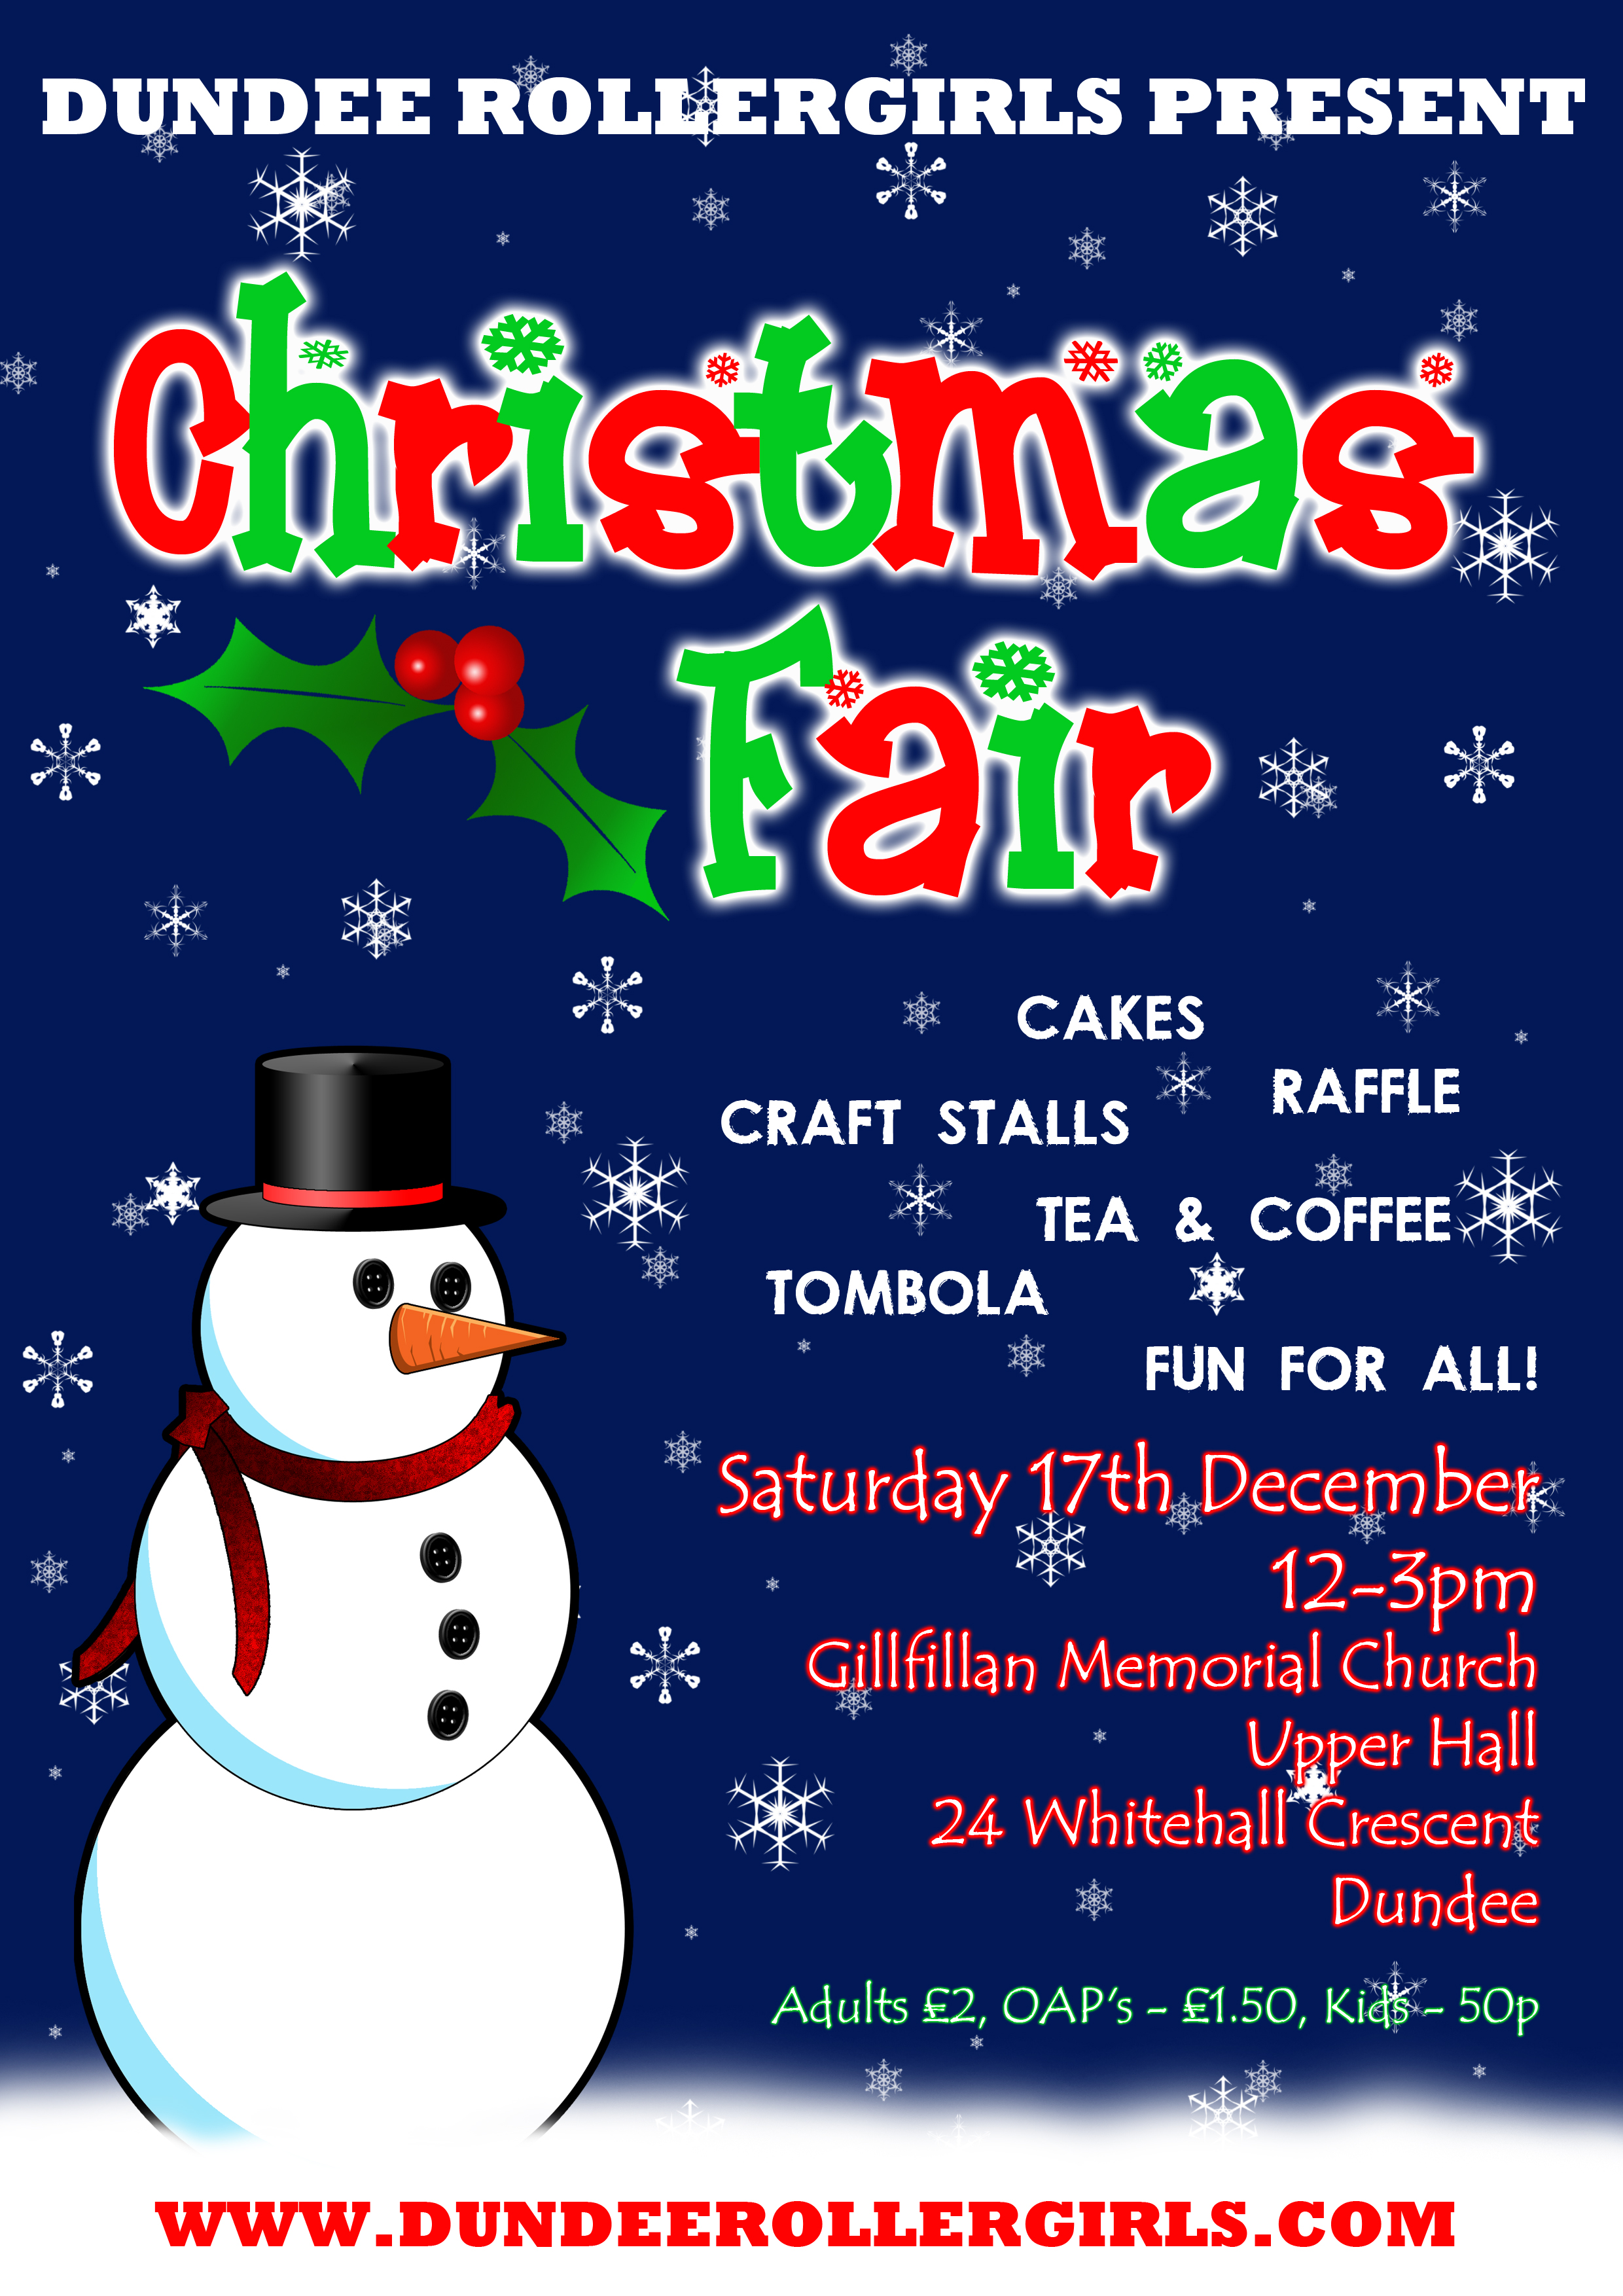 DUNDEE ROLLERGIRLS PRESENT
Christmas
Fair
CAKES
RAFFLE
CRAFT STALLS
TEA & COFFEE
TOMBOLA
FUN FOR ALL!
Saturday 17th December
12-3pm
Gillfillan Memorial Church
Upper Hall
24 Whitehall Crescent
Dundee
Adults £2, OAP's - £1.50, Kids - 50p
WWW.DUNDEEROLLERGIRLS.COM